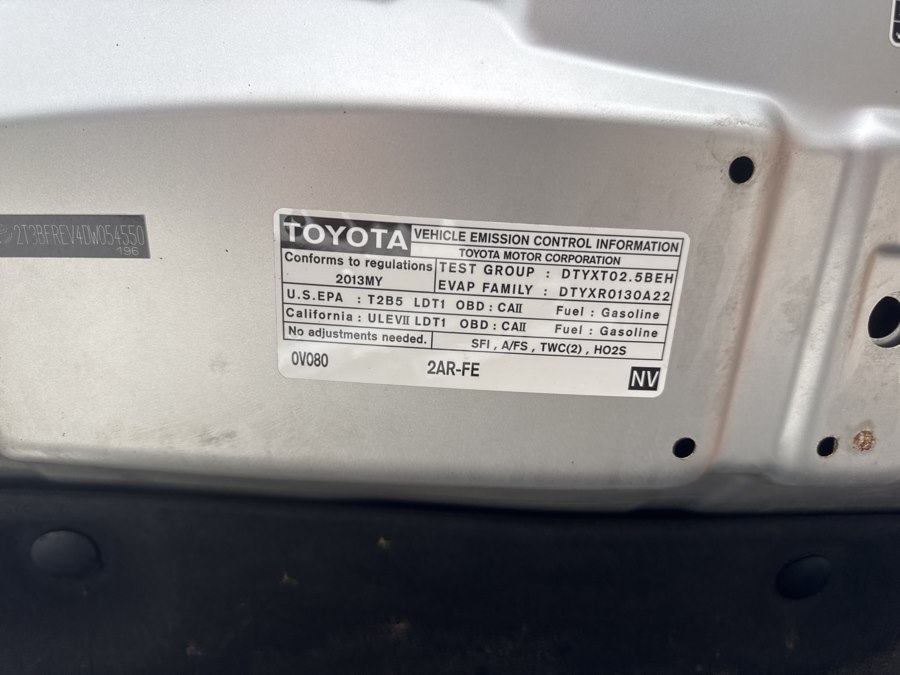 2T3BFREV4DW054550
196
TOYOTA VEHICLE EMISSION CONTROL INFORMATION
TOYOTA MOTOR CORPORATION
Conforms to regulations
2013MY
TEST GROUP : DTYXT02.5BEH
EVAP FAMILY : DTYXR0130A22
U.S.EPA : T2B5 LDT1 OBD : CAII Fuel : Gasoline
California : ULEVII LDT1 OBD : CAII Fuel : Gasoline
No adjustments needed. SFI , A/FS , TWC(2) , HO2S
0V080 2AR-FE NV